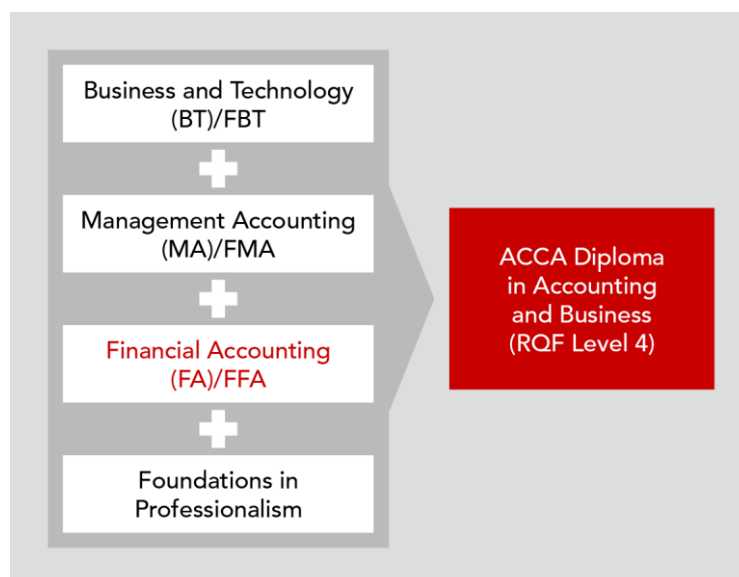 Business and Technology
(BT)/FBT
Management Accounting
(MA)/FMA
Financial Accounting
(FA)/FFA
Foundations in
Professionalism
ACCA Diploma
in Accounting
and Business
(RQF Level 4)